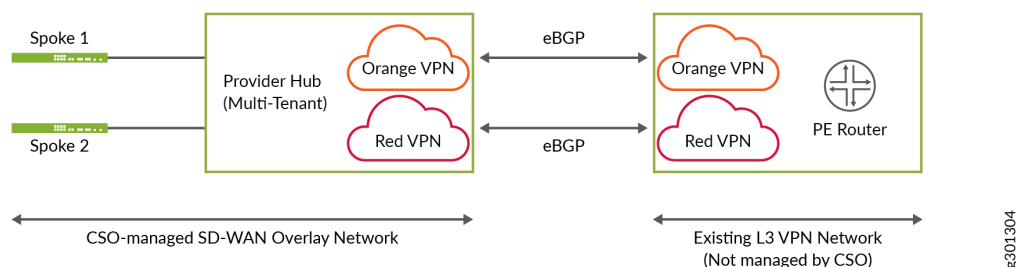 Spoke 1
Spoke 2
Provider Hub
(Multi-Tenant)
Orange VPN
Red VPN
eBGP
eBGP
Orange VPN
Red VPN
PE Router
CSO-managed SD-WAN Overlay Network
Existing L3 VPN Network
(Not managed by CSO)
g301304